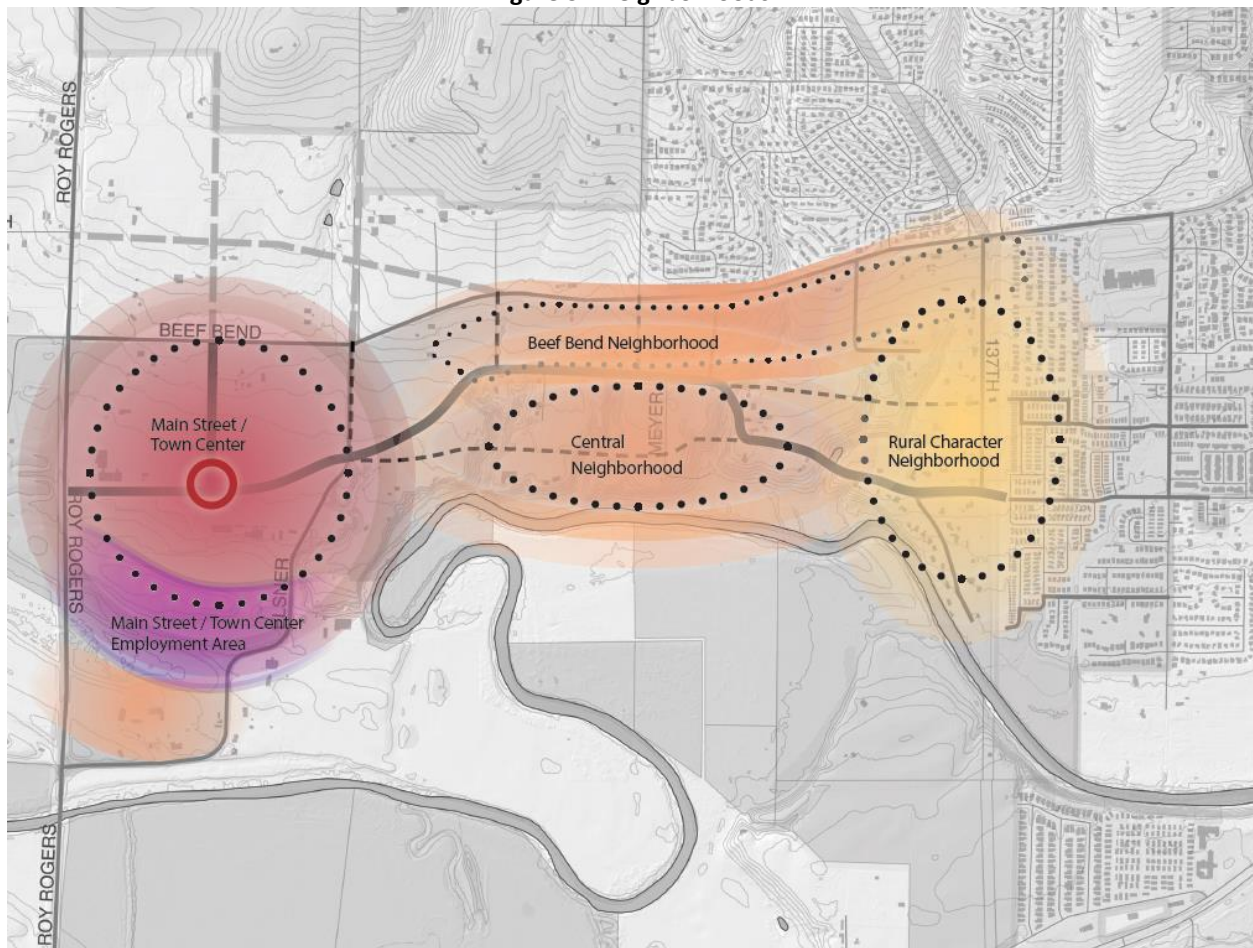 ROY ROGERS
BEEF BEND
Beef Bend Neighborhood
137TH
Main Street /
Town Center
MEYERS
Central
Neighborhood
Rural Character
Neighborhood
ROY ROGERS
ELSNER
Main Street / Town Center
Employment Area
ROY ROGERS